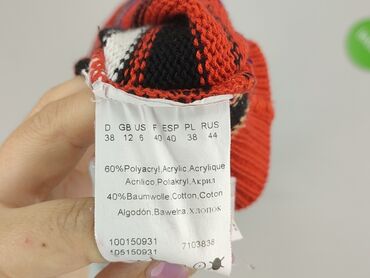 D GB US F ESP PL RUS
38 12 6 40 40 38 44
60%Polyacryl,Acrylic,Acrylique
Acrilico,Poliakryl,Акрил
40%Baumwolle,Cotton,Coton
Algodón,Bawełna,Хлопок
100150931 7103838
105150931